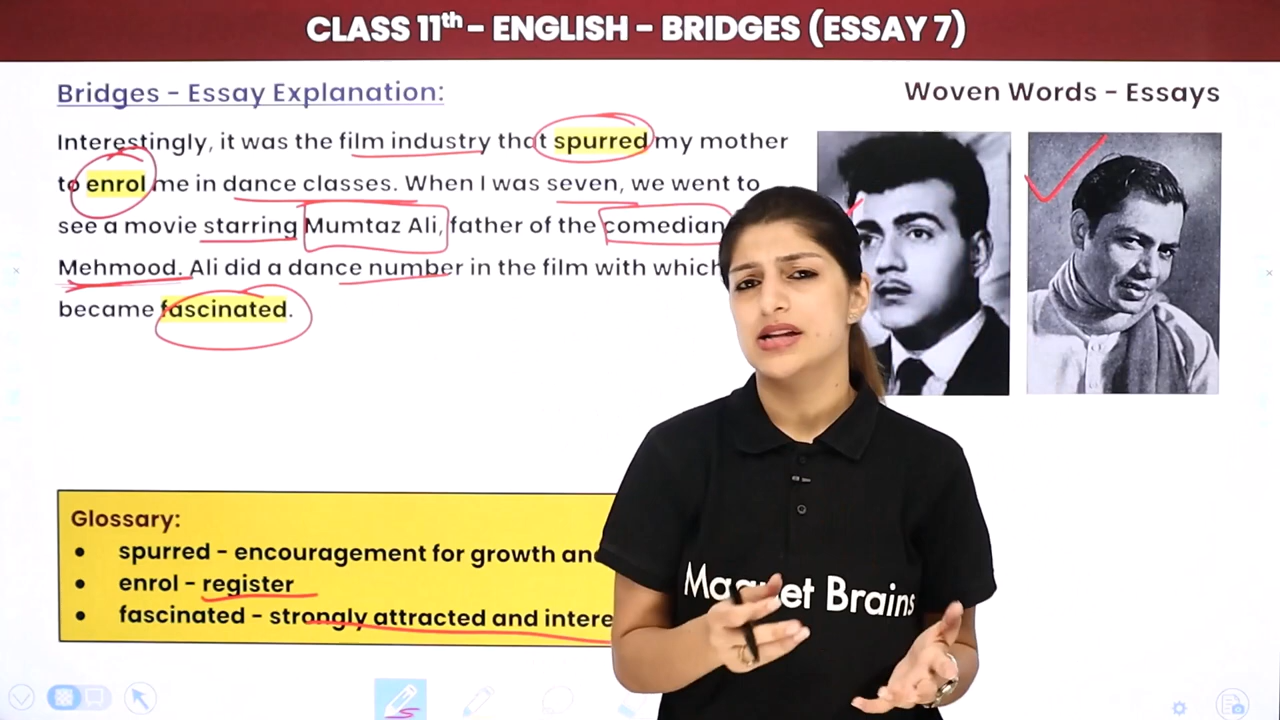 CLASS 11th - ENGLISH - BRIDGES (ESSAY 7)
Bridges - Essay Explanation:
Woven Words - Essays
Interestingly, it was the film industry that spurred my mother
to enrol me in dance classes. When I was seven, we went to
see a movie starring Mumtaz Ali, father of the comedian
Mehmood. Ali did a dance number in the film with which
became fascinated.
Glossary:
• spurred - encouragement for growth
• enrol - register
• fascinated - strongly attracted and
Magnet Brains